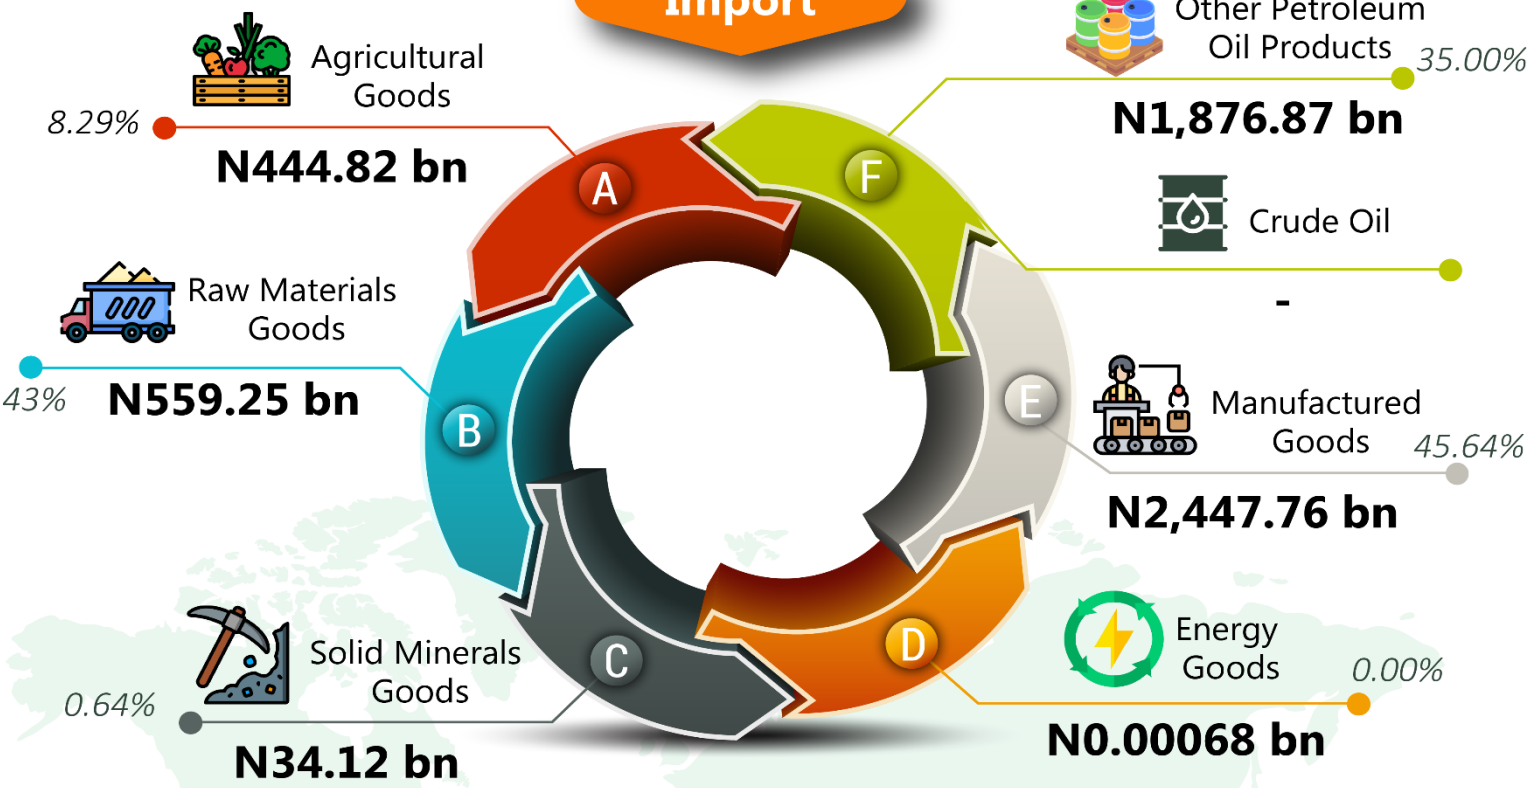 Import
Agricultural
Goods
8.29%
N444.82 bn
A
Raw Materials
Goods
43%
N559.25 bn
B
Solid Minerals
Goods
0.64%
N34.12 bn
C
Other Petroleum
Oil Products
35.00%
N1,876.87 bn
F
Crude Oil
-
Manufactured
Goods
45.64%
N2,447.76 bn
E
Energy
Goods
0.00%
N0.00068 bn
D